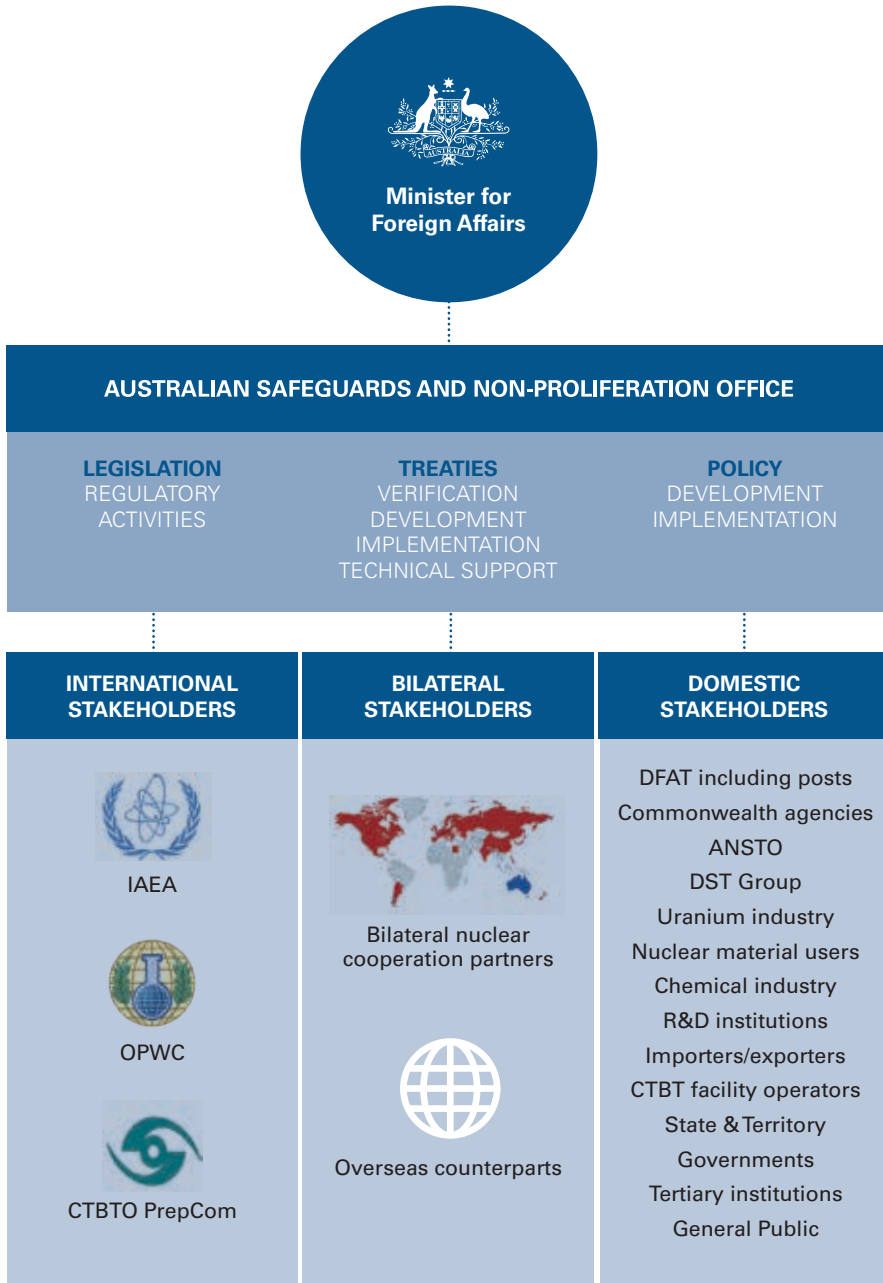 AUSTRALIA
Minister for
Foreign Affairs
AUSTRALIAN SAFEGUARDS AND NON-PROLIFERATION OFFICE
LEGISLATION
REGULATORY
ACTIVITIES
TREATIES
VERIFICATION
DEVELOPMENT
IMPLEMENTATION
TECHNICAL SUPPORT
POLICY
DEVELOPMENT
IMPLEMENTATION
INTERNATIONAL
STAKEHOLDERS
IAEA
OPWC
CTBTO PrepCom
BILATERAL
STAKEHOLDERS
Bilateral nuclear
cooperation partners
Overseas counterparts
DOMESTIC
STAKEHOLDERS
DFAT including posts
Commonwealth agencies
ANSTO
DST Group
Uranium industry
Nuclear material users
Chemical industry
R&D institutions
Importers/exporters
CTBT facility operators
State & Territory
Governments
Tertiary institutions
General Public